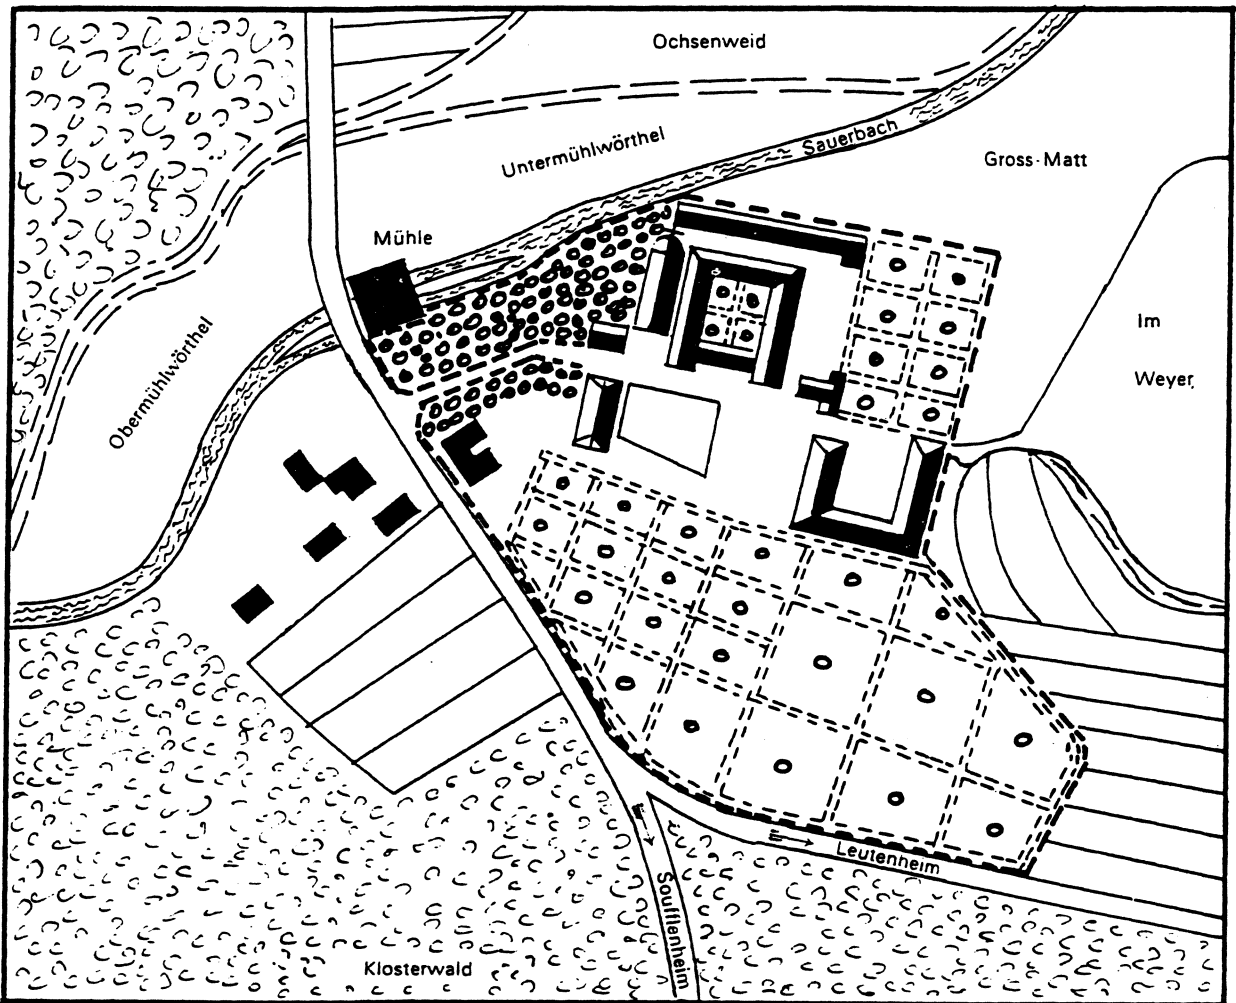 Ochsenweid
Untermühlwörthel
Sauerbach
Gross-Matt
Mühle
Im
Weyer
Obermühlwörthel
Leutenheim
Soufflenheim
Klosterwald